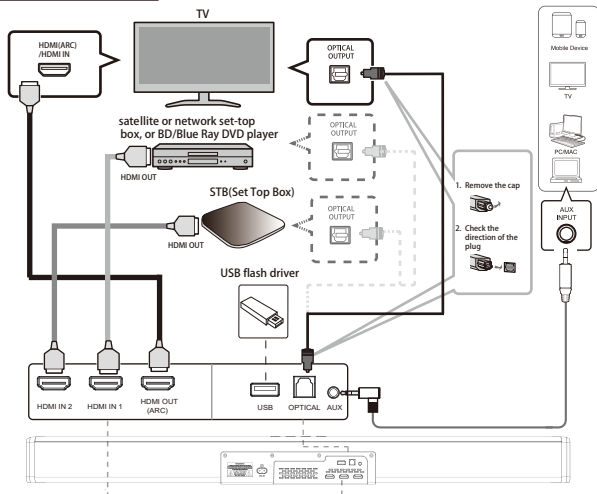 TV
HDMI(ARC)
/HDMI IN
OPTICAL
OUTPUT
Mobile Device
TV
PC/MAC
satellite or network set-top
box, or BD/Blue Ray DVD player
HDMI OUT
OPTICAL
OUTPUT
STB(Set Top Box)
HDMI OUT
OPTICAL
OUTPUT
1. Remove the cap
2. Check the
direction of the
plug
AUX
INPUT
USB flash driver
HDMI IN 2
HDMI IN 1
HDMI OUT
(ARC)
USB
OPTICAL
AUX